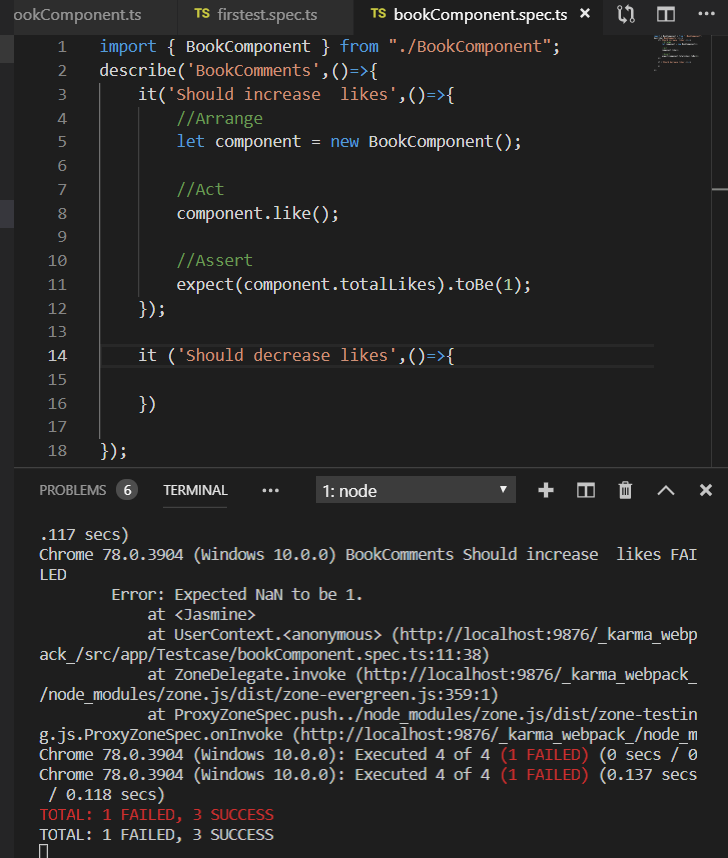 ookComponent.ts TS firstest.spec.ts TS bookComponent.spec.ts × ···
1 import { BookComponent } from "./BookComponent";
2 describe('BookComments',()=>{
3 it('Should increase  likes',()=>{
4 //Arrange
5 let component = new BookComponent();
6
7 //Act
8 component.like();
9
10 //Assert
11 expect(component.totalLikes).toBe(1);
12 });
13
14 it ('Should decrease likes',()=>{
15
16 })
17
18 });
PROBLEMS 6 TERMINAL ··· 1: node
.117 secs)
Chrome 78.0.3904 (Windows 10.0.0) BookComments Should increase  likes FAI
LED
Error: Expected NaN to be 1.
at <Jasmine>
at UserContext.<anonymous> (http://localhost:9876/_karma_webp
ack_/src/app/Testcase/bookComponent.spec.ts:11:38)
at ZoneDelegate.invoke (http://localhost:9876/_karma_webpack_
/node_modules/zone.js/dist/zone-evergreen.js:359:1)
at ProxyZoneSpec.push../node_modules/zone.js/dist/zone-testin
g.js.ProxyZoneSpec.onInvoke (http://localhost:9876/_karma_webpack_/node_m
Chrome 78.0.3904 (Windows 10.0.0): Executed 4 of 4 (1 FAILED) (0 secs / 0
Chrome 78.0.3904 (Windows 10.0.0): Executed 4 of 4 (1 FAILED) (0.137 secs
/ 0.118 secs)
TOTAL: 1 FAILED, 3 SUCCESS
TOTAL: 1 FAILED, 3 SUCCESS